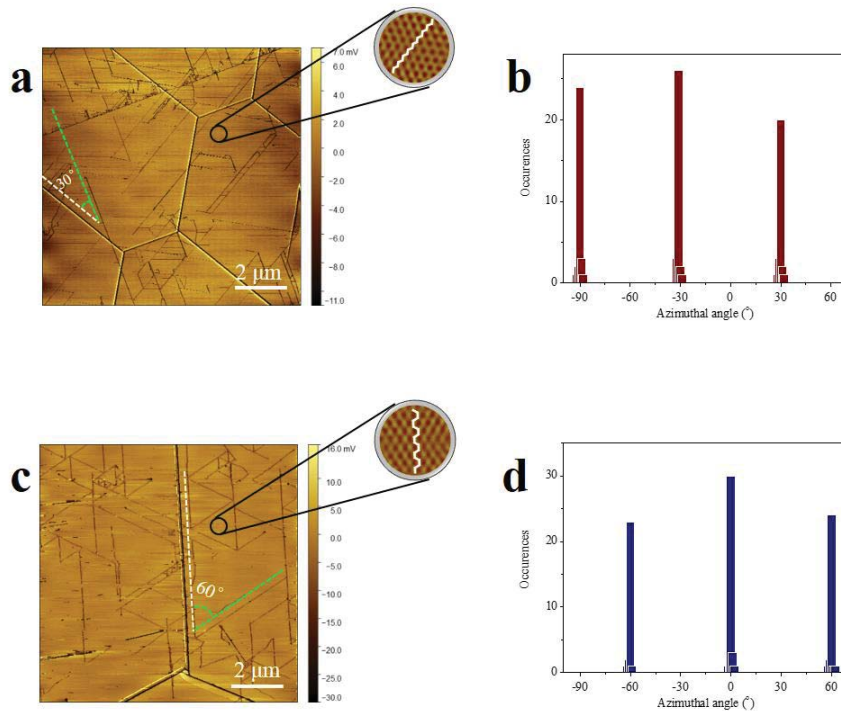 a
7.0 mV
6.0
4.0
2.0
0.0
-2.0
-4.0
-6.0
-8.0
-11.0
30°
2 μm
b
Occurences
20
10
0
-90 -60 -30 0 30 60
Azimuthal angle (°)
c
16.0 mV
10.0
5.0
0.0
-5.0
-10.0
-15.0
-20.0
-25.0
-30.0
60°
2 μm
d
Occurences
30
20
10
0
-90 -60 -30 0 30 60
Azimuthal angle (°)